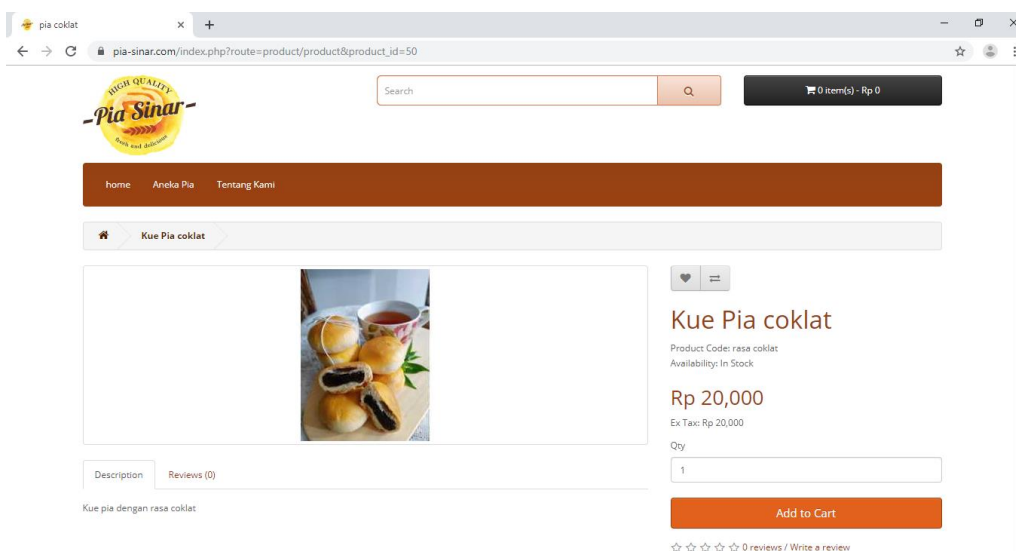 pia coklat
pia-sinar.com/index.php?route=product/product&product_id=50
HIGH QUALITY
-Pia Sinar-
fresh and delicious
Search
0 item(s) - Rp 0
home Aneka Pia Tentang Kami
Kue Pia coklat
Kue Pia coklat
Product Code: rasa coklat
Availability: In Stock
Rp 20,000
Ex Tax: Rp 20,000
Qty
1
Add to Cart
0 reviews / Write a review
Description Reviews (0)
Kue pia dengan rasa coklat